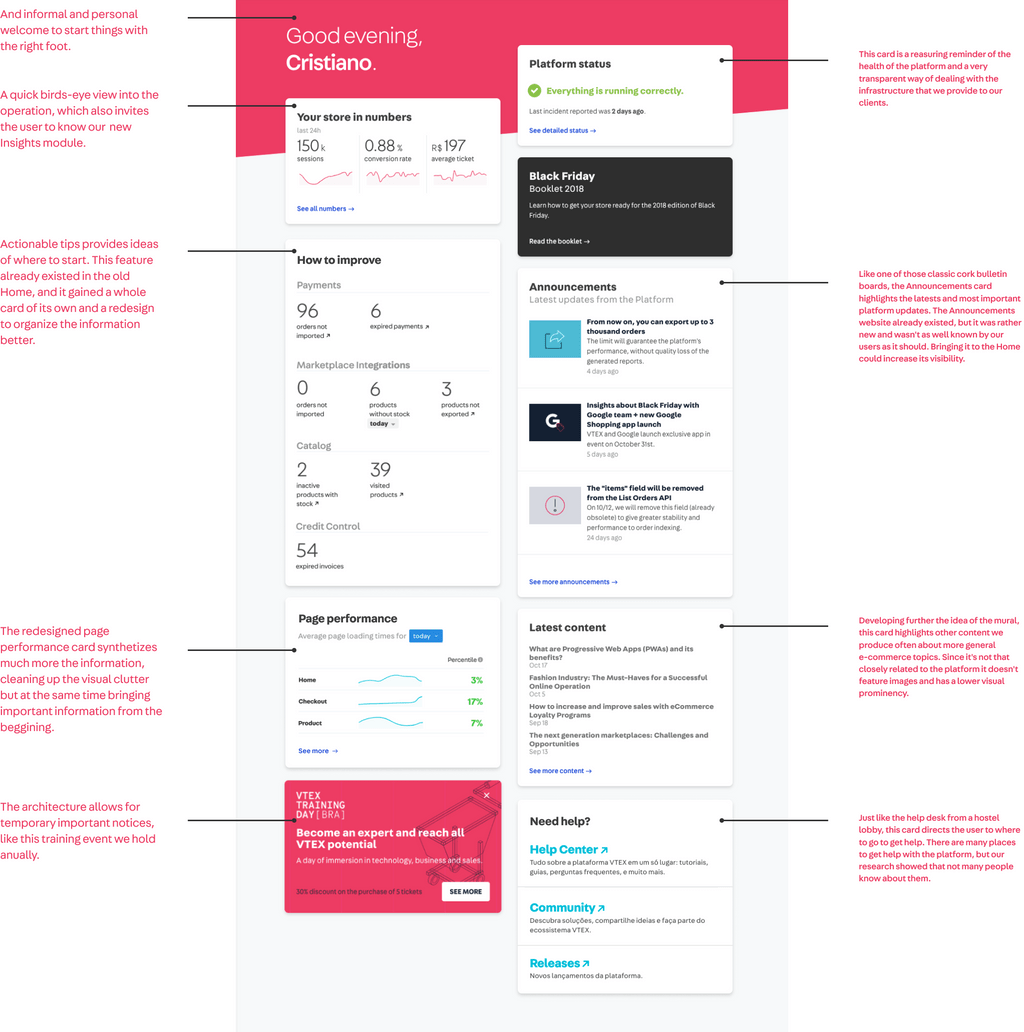 And informal and personal
welcome to start things with
the right foot.
A quick birds-eye view into the
operation, which also invites
the user to know our new
Insights module.
Actionable tips provides ideas
of where to start. This feature
already existed in the old
Home, and it gained a whole
card of its own and a redesign
to organize the information
better.
The redesigned page
performance card synthetizes
much more the information,
cleaning up the visual clutter
but at the same time bringing
important information from the
beggining.
The architecture allows for
temporary important notices,
like this training event we hold
anually.
Good evening,
Cristiano.
Your store in numbers
last 24h
150 k
sessions
0.88 %
conversion rate
R$ 197
average ticket
See all numbers →
How to improve
Payments
96
orders not
imported ↗
6
expired payments ↗
Marketplace Integrations
0
orders not
imported
6
products
without stock
today
3
products not
exported ↗
Catalog
2
inactive
products with
stock ↗
39
visited
products ↗
Credit Control
54
expired invoices
Page performance
Average page loading times for today
Percentile
Home 3%
Checkout 17%
Product 7%
See more →
VTEX
TRAINING
DAY[BRA]
Become an expert and reach all
VTEX potential
A day of immersion in technology, business and sales.
30% discount on the purchase of 5 tickets
SEE MORE
Platform status
Everything is running correctly.
Last incident reported was 2 days ago.
See detailed status →
Black Friday
Booklet 2018
Learn how to get your store ready for the 2018 edition of Black
Friday.
Read the booklet →
Announcements
Latest updates from the Platform
From now on, you can export up to 3
thousand orders
The limit will guarantee the platform's
performance, without quality loss of the
generated reports.
4 days ago
G
Insights about Black Friday with
Google team + new Google
Shopping app launch
VTEX and Google launch exclusive app in
event on October 31st.
5 days ago
The "items" field will be removed
from the List Orders API
On 10/12, we will remove this field (already
obsolete) to give greater stability and
performance to order indexing.
24 days ago
See more announcements →
Latest content
What are Progressive Web Apps (PWAs) and its
benefits?
Oct 17
Fashion Industry: The Must-Haves for a Successful
Online Operation
Oct 5
How to increase and improve sales with eCommerce
Loyalty Programs
Sep 18
The next generation marketplaces: Challenges and
Opportunities
Sep 13
See more content →
Need help?
Help Center ↗
Tudo sobre a plataforma VTEX em um só lugar: tutoriais,
guias, perguntas frequentes, e muito mais.
Community ↗
Descubra soluções, compartilhe ideias e faça parte do
ecossistema VTEX.
Releases ↗
Novos lançamentos da plataforma.
This card is a reasuring reminder of the
health of the platform and a very
transparent way of dealing with the
infrastructure that we provide to our
clients.
Like one of those classic cork bulletin
boards, the Announcements card
highlights the latests and most important
platform updates. The Announcements
website already existed, but it was rather
new and wasn't as well known by our
users as it should. Bringing it to the Home
could increase its visibility.
Developing further the idea of the mural,
this card highlights other content we
produce often about more general
e-commerce topics. Since it's not that
closely related to the platform it doesn't
feature images and has a lower visual
prominency.
Just like the help desk from a hostel
lobby, this card directs the user to where
to go to get help. There are many places
to get help with the platform, but our
research showed that not many people
know about them.